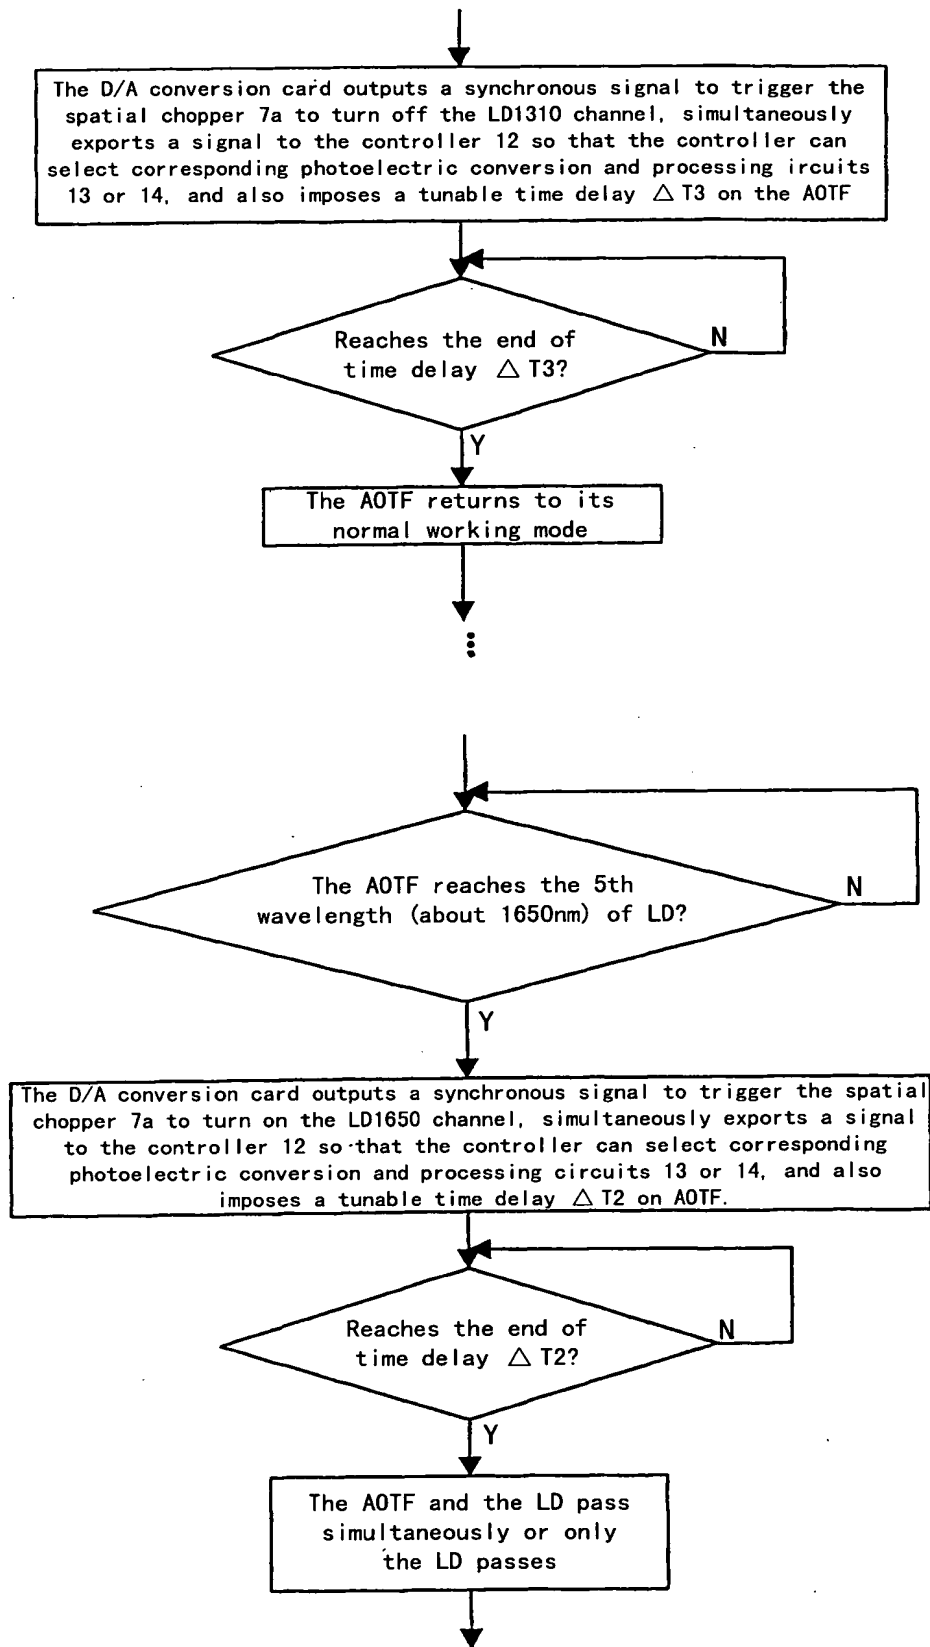 The D/A conversion card outputs a synchronous signal to trigger the
spatial chopper 7a to turn off the LD1310 channel, simultaneously
exports a signal to the controller 12 so that the controller can
select corresponding photoelectric conversion and processing ircuits
13 or 14, and also imposes a tunable time delay △ T3 on the AOTF
Reaches the end of
time delay △ T3?
N
Y
The AOTF returns to its
normal working mode
The AOTF reaches the 5th
wavelength (about 1650nm) of LD?
N
Y
The D/A conversion card outputs a synchronous signal to trigger the spatial
chopper 7a to turn on the LD1650 channel, simultaneously exports a signal
to the controller 12 so that the controller can select corresponding
photoelectric conversion and processing circuits 13 or 14, and also
imposes a tunable time delay △ T2 on AOTF.
Reaches the end of
time delay △ T2?
N
Y
The AOTF and the LD pass
simultaneously or only
the LD passes